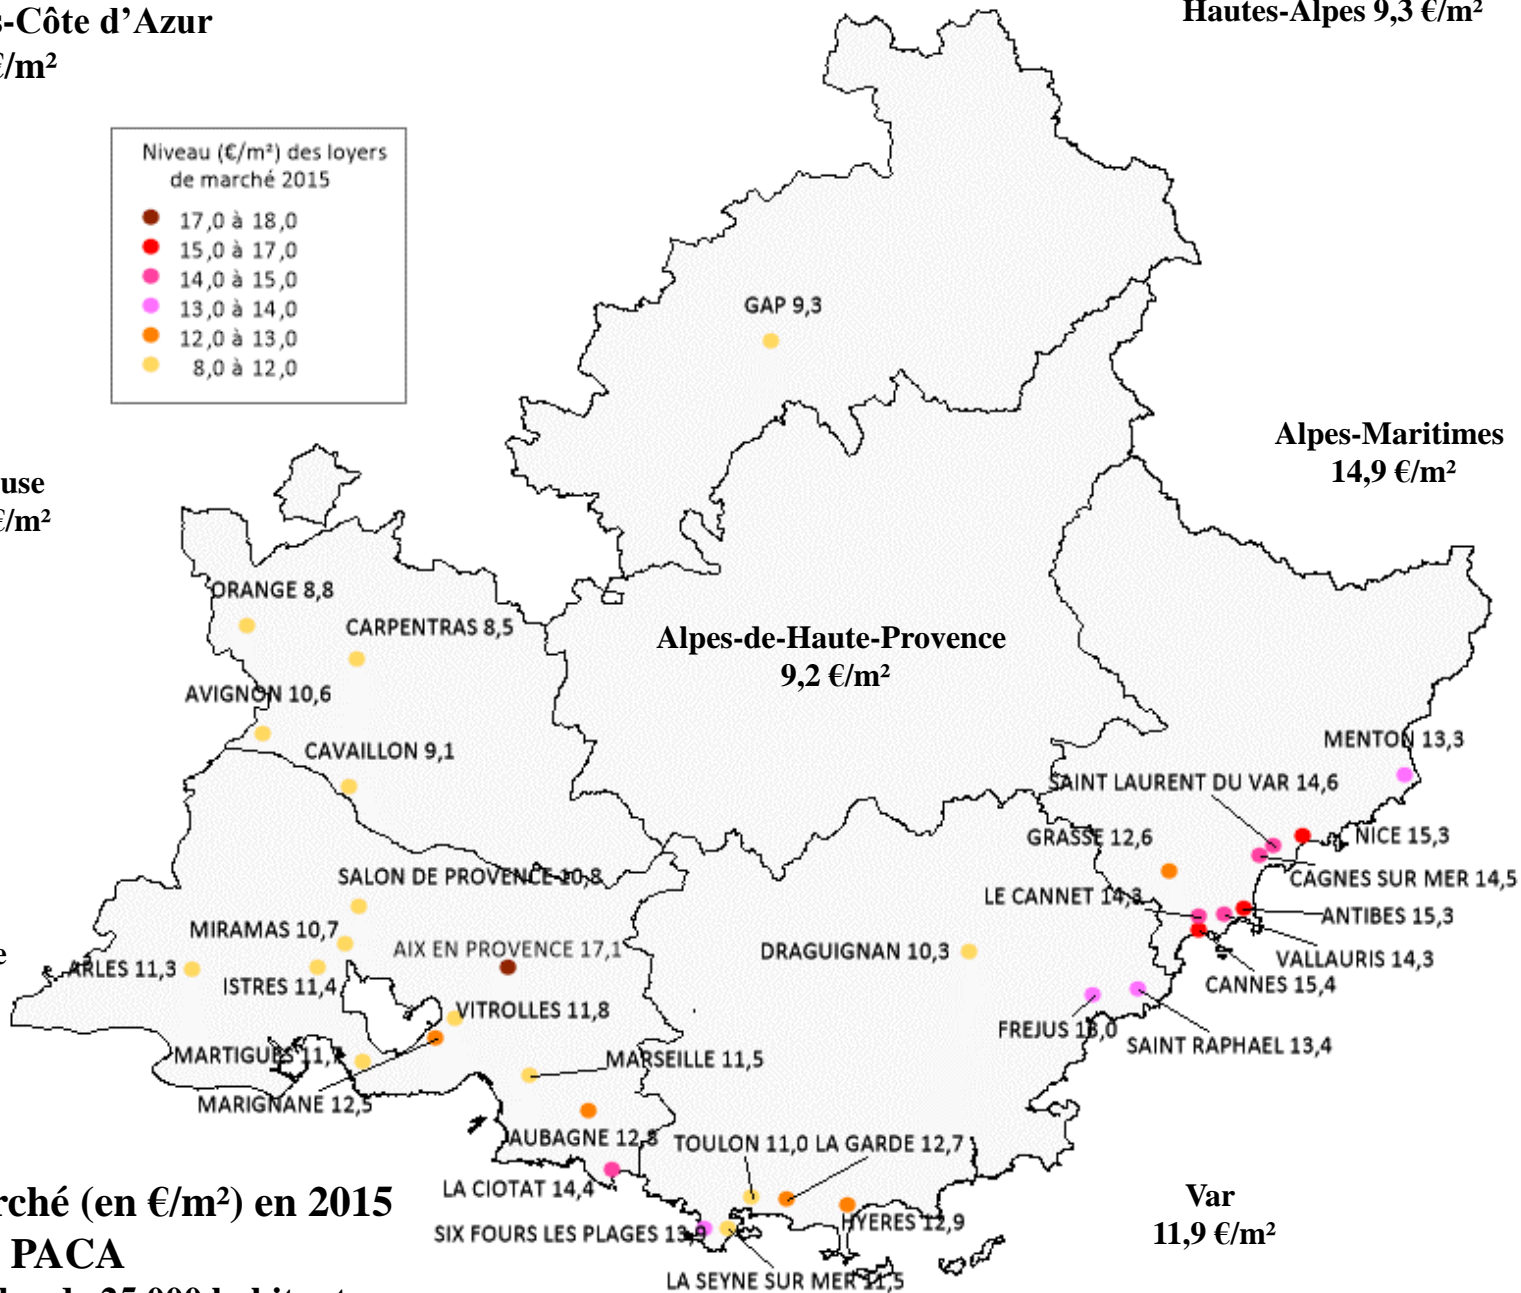 s-Côte d’Azur
€/m²
Hautes-Alpes 9,3 €/m²
Niveau (€/m²) des loyers
de marché 2015
17,0 à 18,0
15,0 à 17,0
14,0 à 15,0
13,0 à 14,0
12,0 à 13,0
8,0 à 12,0
GAP 9,3
Alpes-Maritimes
14,9 €/m²
use
€/m²
ORANGE 8,8
CARPENTRAS 8,5
Alpes-de-Haute-Provence
9,2 €/m²
AVIGNON 10,6
CAVAILLON 9,1
MENTON 13,3
SAINT LAURENT DU VAR 14,6
GRASSE 12,6
NICE 15,3
SALON DE PROVENCE 10,8
CAGNES SUR MER 14,5
LE CANNET 14,3
ANTIBES 15,3
MIRAMAS 10,7
AIX EN PROVENCE 17,1
DRAGUIGNAN 10,3
e
VALLAURIS 14,3
ARLES 11,3
ISTRES 11,4
CANNES 15,4
VITROLLES 11,8
FREJUS 13,0
SAINT RAPHAEL 13,4
MARTIGUES
MARSEILLE 11,5
MARIGNANE 12,5
AUBAGNE 12,8
TOULON 11,0 LA GARDE 12,7
LA CIOTAT 14,4
rché (en €/m²) en 2015
Var
HYERES 12,9
SIX FOURS LES PLAGES 13,9
11,9 €/m²
PACA
LA SEYNE SUR MER 11,5
de 25 000 habitants